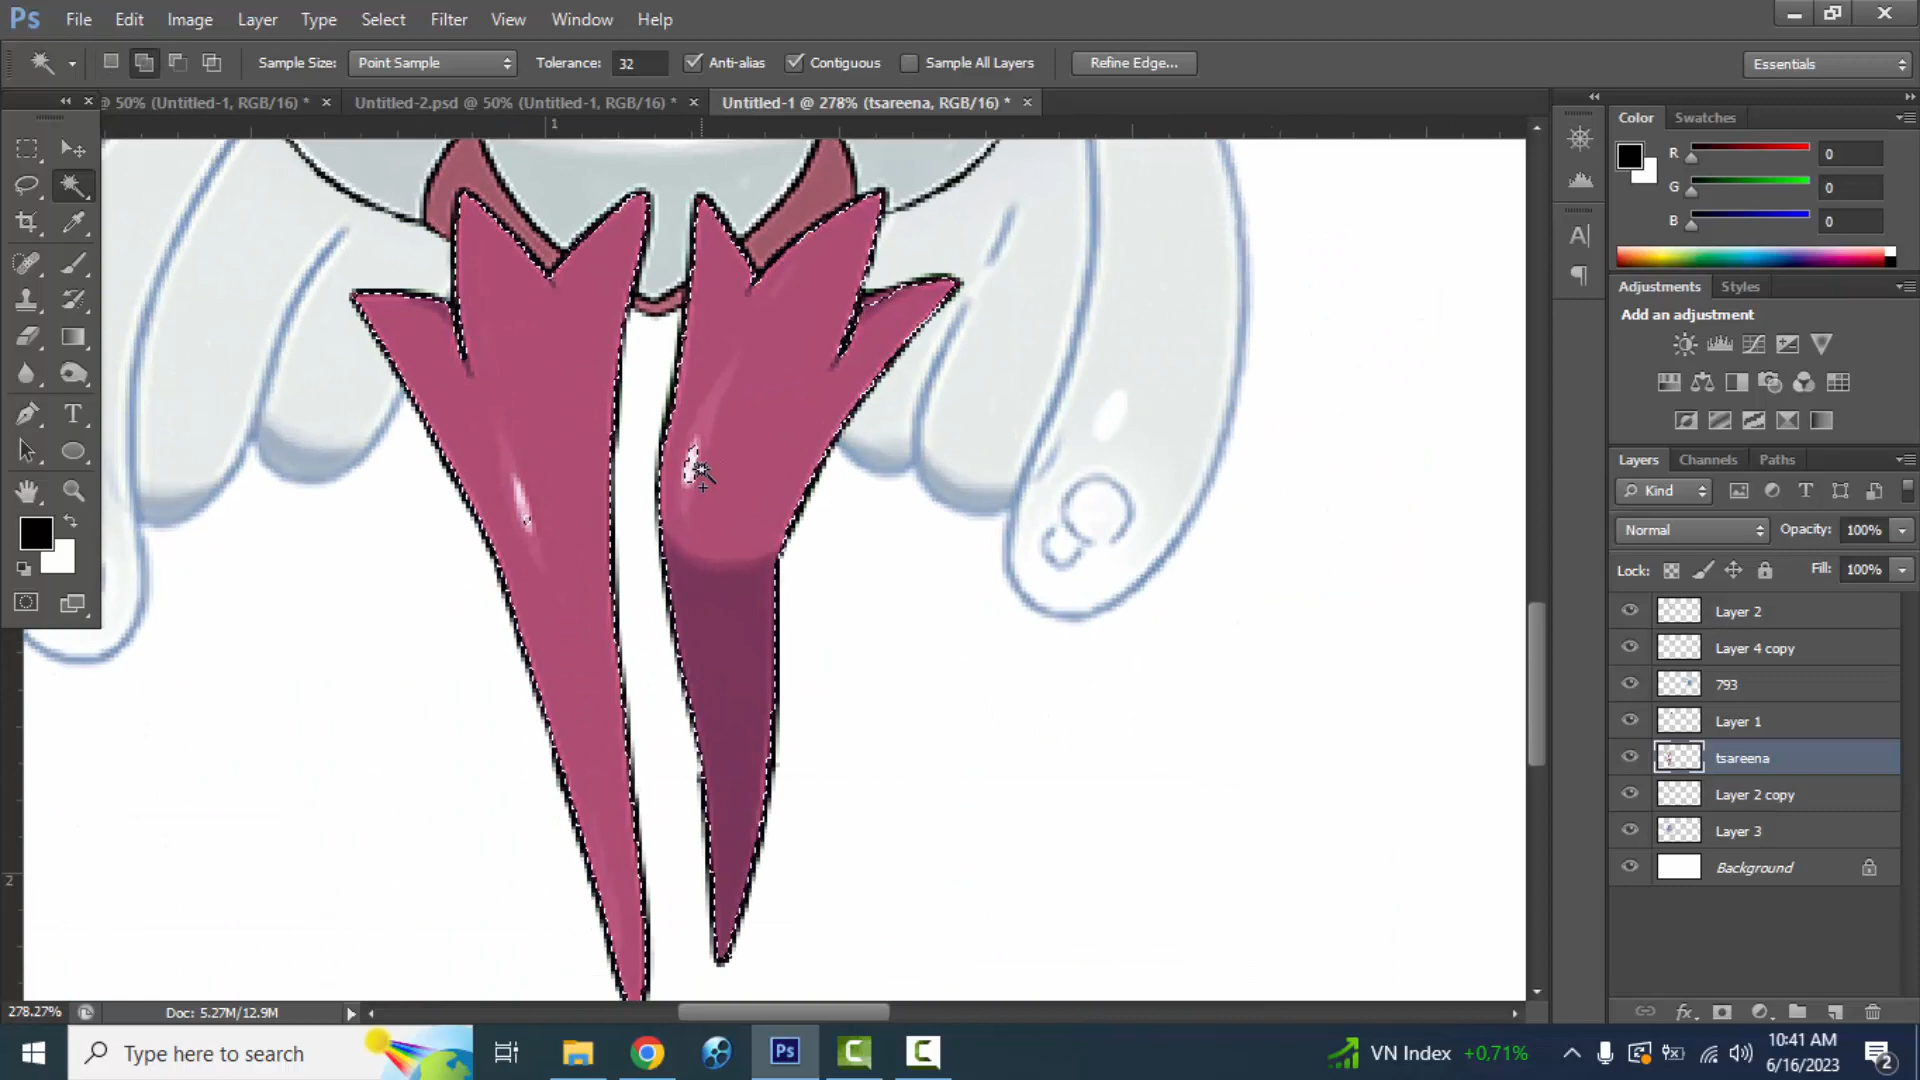 Ps File Edit Image Layer Type Select Filter View Window Help
Sample Size: Point Sample Tolerance: 32 Anti-alias Contiguous Sample All Layers Refine Edge... Essentials
@ 50% (Untitled-1, RGB/16) * × Untitled-2.psd @ 50% (Untitled-1, RGB/16) * × Untitled-1 @ 278% (tsareena, RGB/16) * ×
1
2
Color Swatches
R 0
G 0
B 0
Adjustments Styles
Add an adjustment
Layers Channels Paths
Kind
Normal Opacity: 100%
Lock: Fill: 100%
Layer 2
Layer 4 copy
793
Layer 1
tsareena
Layer 2 copy
Layer 3
Background
278.27% Doc: 5.27M/12.9M
Type here to search
Ps
VN Index +0,71%
10:41 AM
6/16/2023
2